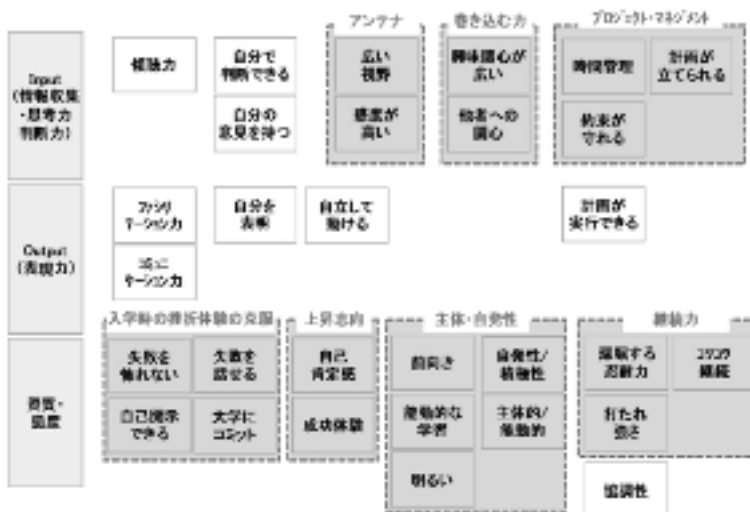 アンテナ
巻き込む力
プロジェクト・マネジメント
Input
(情報収集
・思考力
判断力)
傾聴力
自分で
判断できる
広い
視野
興味関心が
広い
時間管理
計画が
立てられる
自分の
意見を持つ
感度が
高い
他者への
関心
約束が
守れる
Output
(表現力)
ファシリ
テーション力
自分を
表明
自立して
動ける
計画が
実行できる
コミュニ
ケーション力
入学時の挫折体験の克服
上昇志向
主体・自発性
継続力
資質・
態度
失敗を
恐れない
失敗を
話せる
自己
肯定感
前向き
自発性/
積極性
忍耐力
コツコツ
継続
自己開示
できる
大学に
コミット
成功体験
能動的な
学習
主体的/
能動的
打たれ
強さ
明るい
協調性